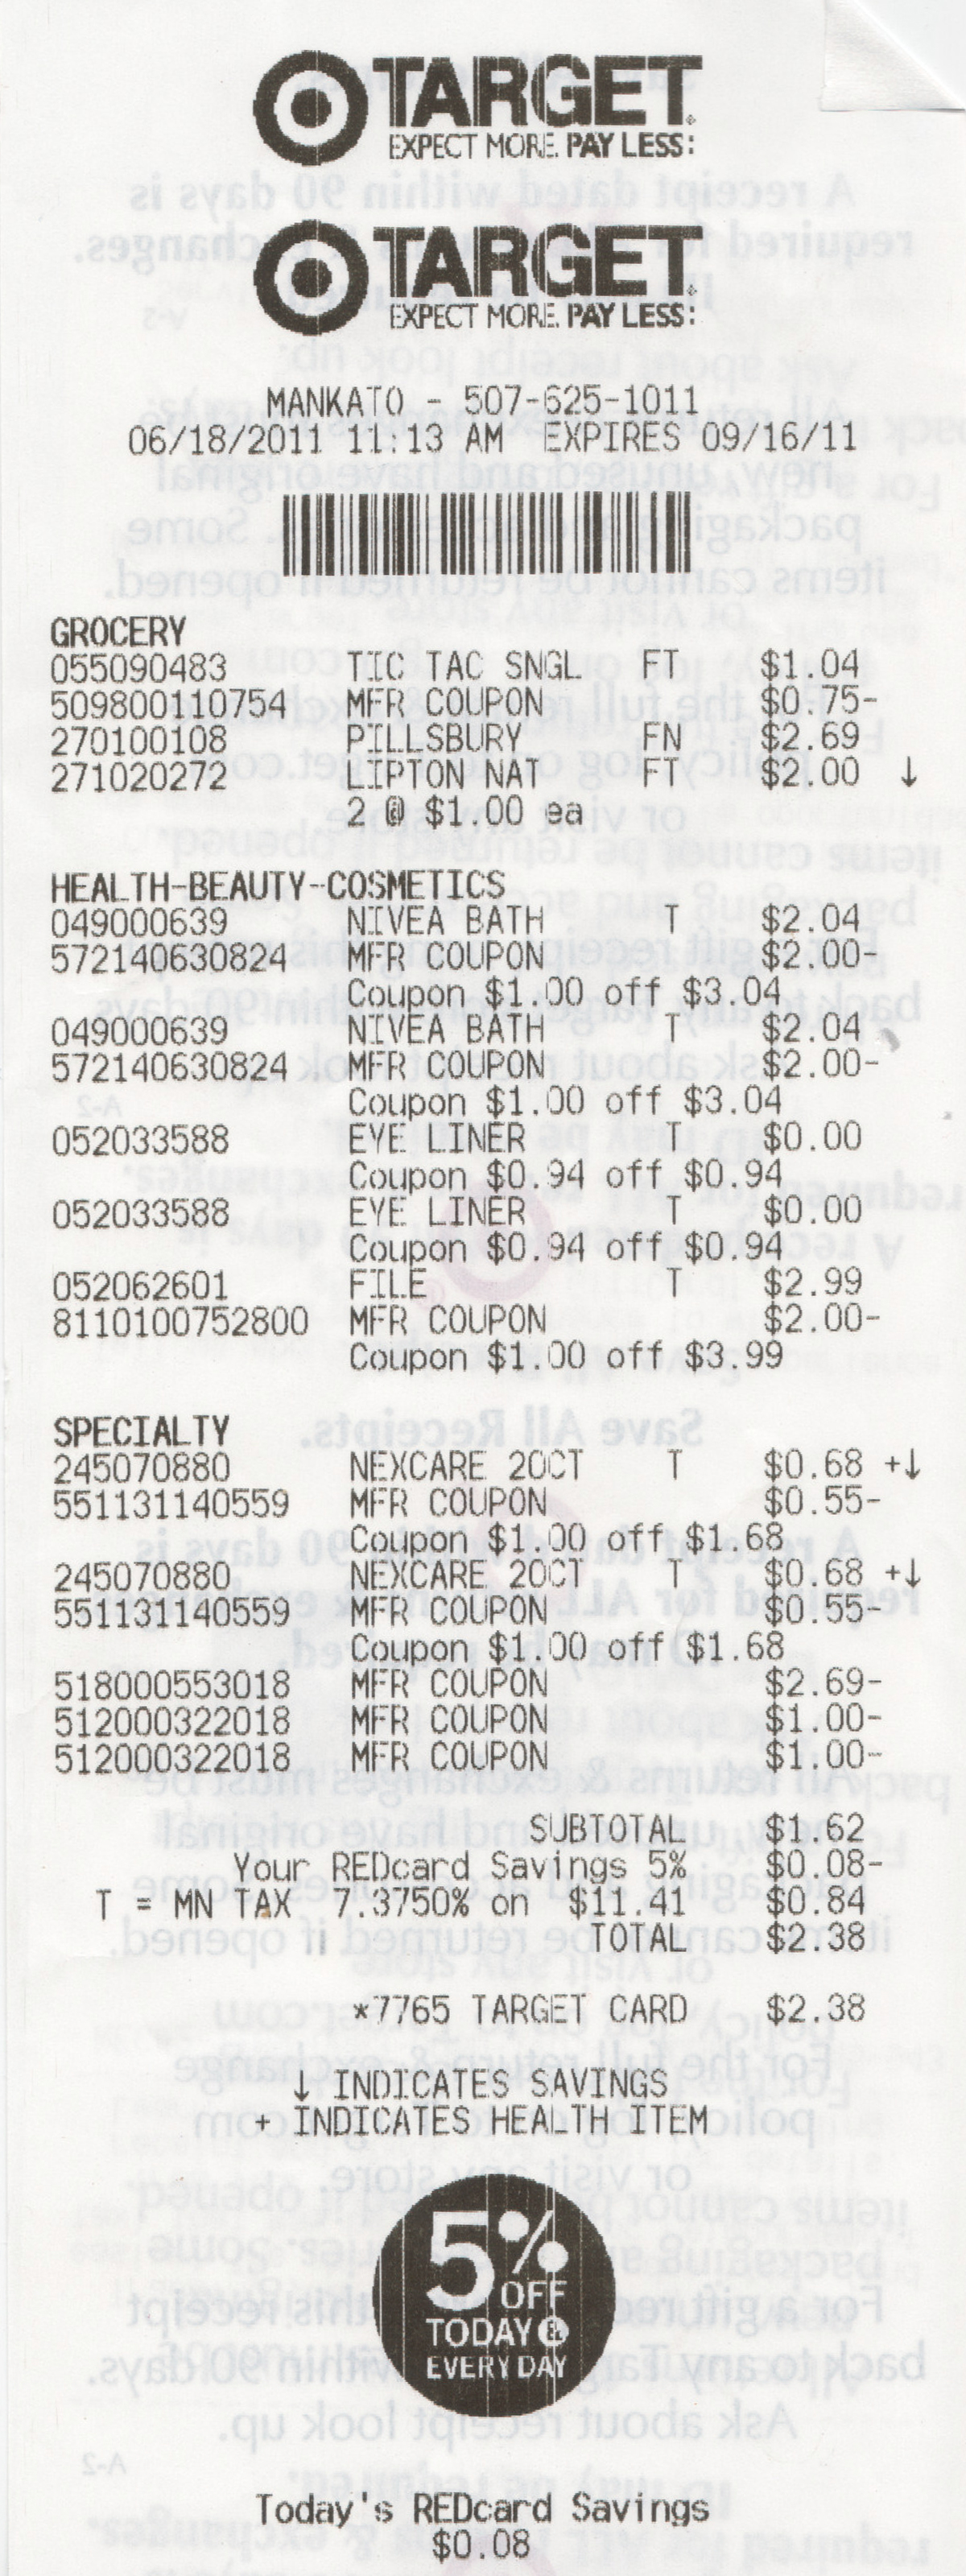 TARGET
EXPECT MORE. PAY LESS:
TARGET
EXPECT MORE. PAY LESS:
MANKATO - 507-625-1011
06/18/2011 11:13 AM EXPIRES 09/16/11
GROCERY
055090483 TIC TAC SNGL FT $1.04
509800110754 MFR COUPON $0.75-
270100108 PILLSBURY FN $2.69
271020272 LIPTON NAT FT $2.00 ↓
2 @ $1.00 ea
HEALTH-BEAUTY-COSMETICS
049000639 NIVEA BATH T $2.04
572140630824 MFR COUPON $2.00-
Coupon $1.00 off $3.04
049000639 NIVEA BATH T $2.04
572140630824 MFR COUPON $2.00-
Coupon $1.00 off $3.04
052033588 EYE LINER T $0.00
Coupon $0.94 off $0.94
052033588 EYE LINER T $0.00
Coupon $0.94 off $0.94
052062601 FILE T $2.99
8110100752800 MFR COUPON $2.00-
Coupon $1.00 off $3.99
SPECIALTY
245070880 NEXCARE 20CT T $0.68 +↓
551131140559 MFR COUPON $0.55-
Coupon $1.00 off $1.68
245070880 NEXCARE 20CT T $0.68 +↓
551131140559 MFR COUPON $0.55-
Coupon $1.00 off $1.68
518000553018 MFR COUPON $2.69-
512000322018 MFR COUPON $1.00-
512000322018 MFR COUPON $1.00-
SUBTOTAL $1.62
Your REDcard Savings 5% $0.08-
T = MN TAX 7.3750% on $11.41 $0.84
TOTAL $2.38
*7765 TARGET CARD $2.38
↓ INDICATES SAVINGS
+ INDICATES HEALTH ITEM
5%
OFF
TODAY &
EVERY DAY
Today's REDcard Savings
$0.08